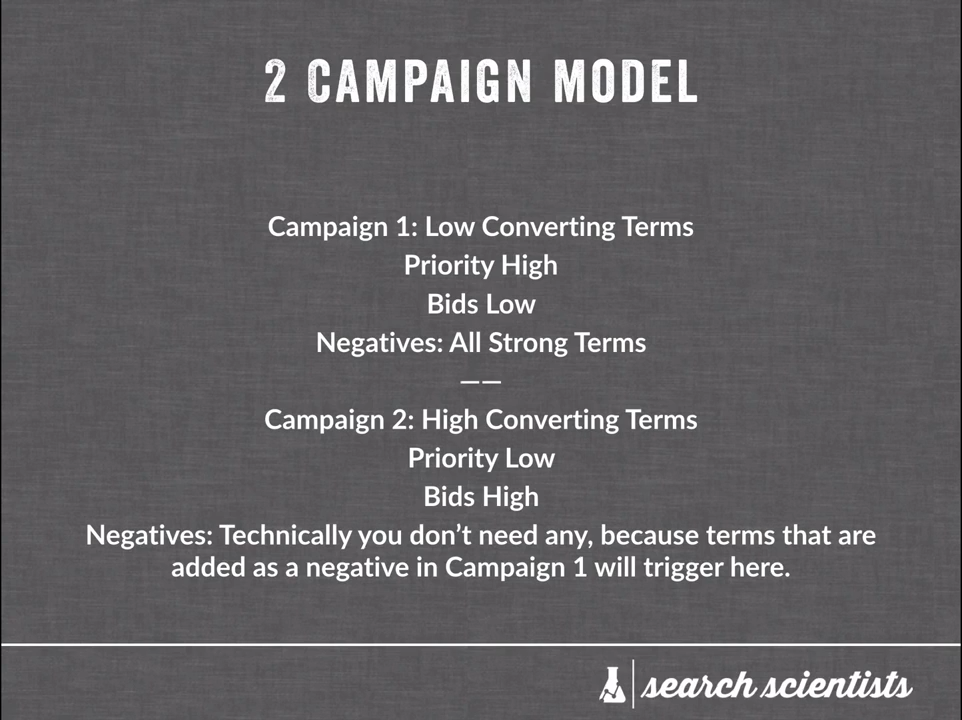 2 CAMPAIGN MODEL
Campaign 1: Low Converting Terms
Priority High
Bids Low
Negatives: All Strong Terms
——
Campaign 2: High Converting Terms
Priority Low
Bids High
Negatives: Technically you don’t need any, because terms that are
added as a negative in Campaign 1 will trigger here.
search scientists